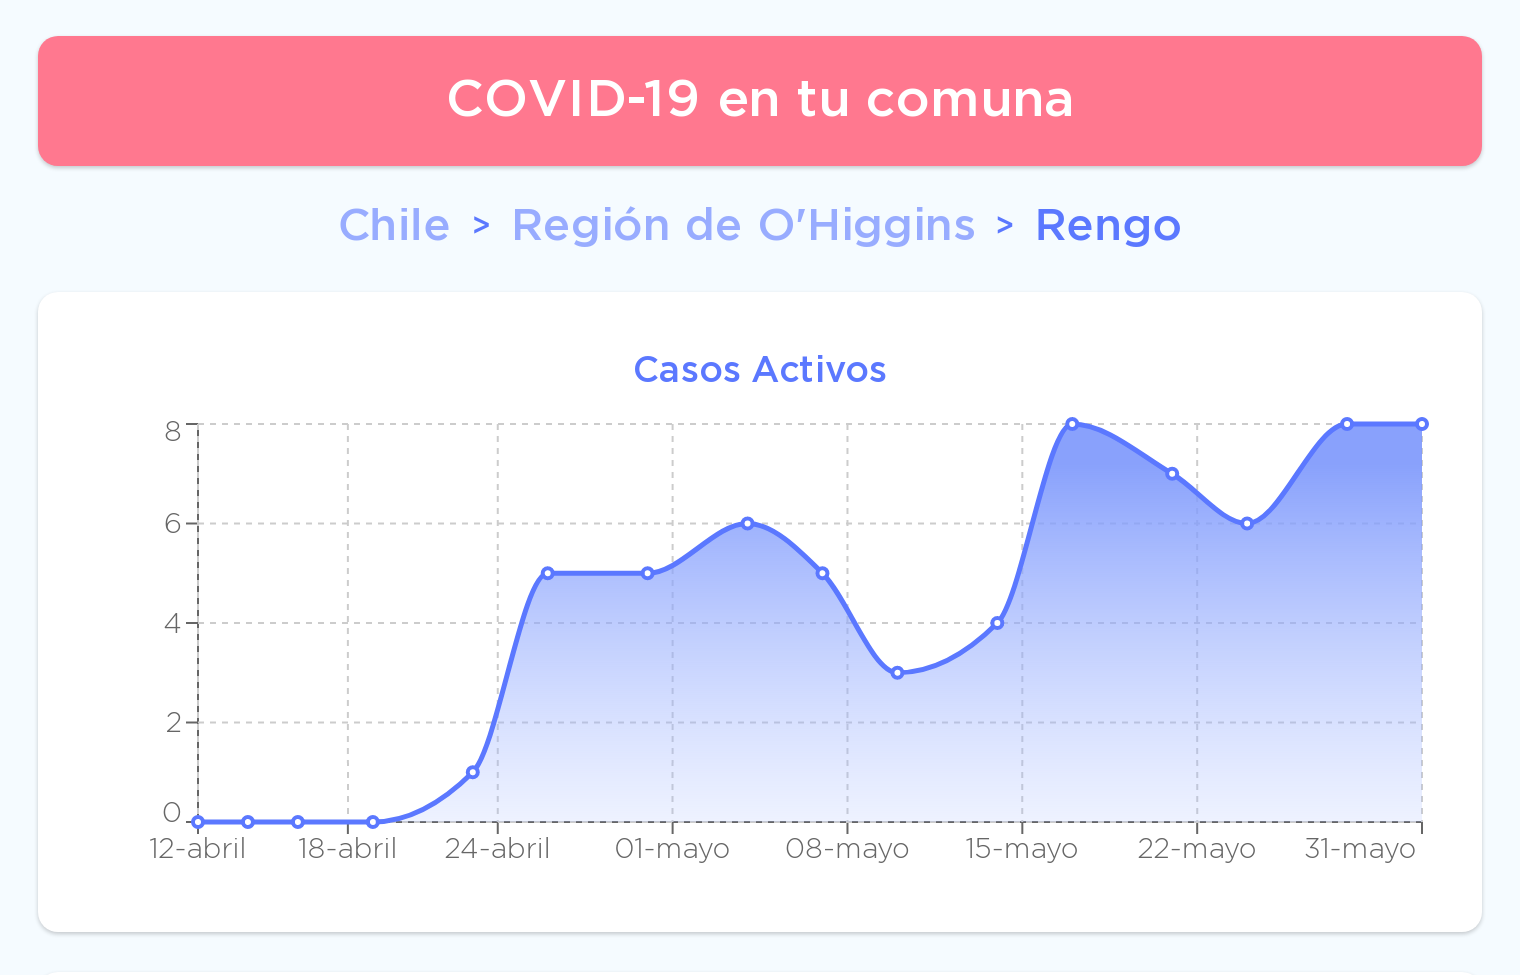 COVID-19 en tu comuna
Chile > Región de O'Higgins > Rengo
Casos Activos
8
6
4
2
0
12-abril 18-abril 24-abril 01-mayo 08-mayo 15-mayo 22-mayo 31-mayo